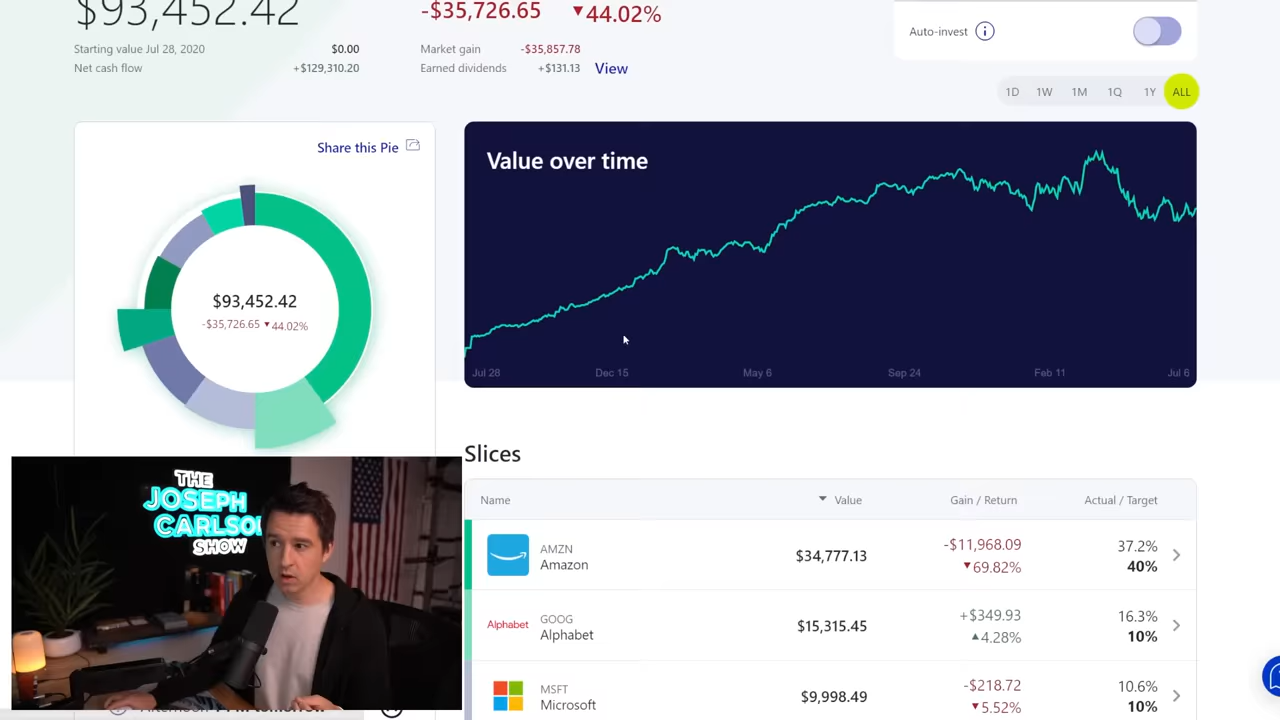 $93,452.42
-$35,726.65 ▼44.02%
Starting value Jul 28, 2020 $0.00
Net cash flow +$129,310.20
Market gain -$35,857.78
Earned dividends +$131.13 View
Auto-invest
1D 1W 1M 1Q 1Y ALL
Share this Pie
$93,452.42
-$35,726.65 ▼44.02%
Value over time
Jul 28 Dec 15 May 6 Sep 24 Feb 11 Jul 6
Slices
Name ▼ Value Gain / Return Actual / Target
AMZN
Amazon
$34,777.13
-$11,968.09
▼69.82%
37.2%
40%
Alphabet
GOOG
Alphabet
$15,315.45
+$349.93
▲4.28%
16.3%
10%
MSFT
Microsoft
$9,998.49
-$218.72
▼5.52%
10.6%
10%
THE
JOSEPH
CARLSO
SHOW